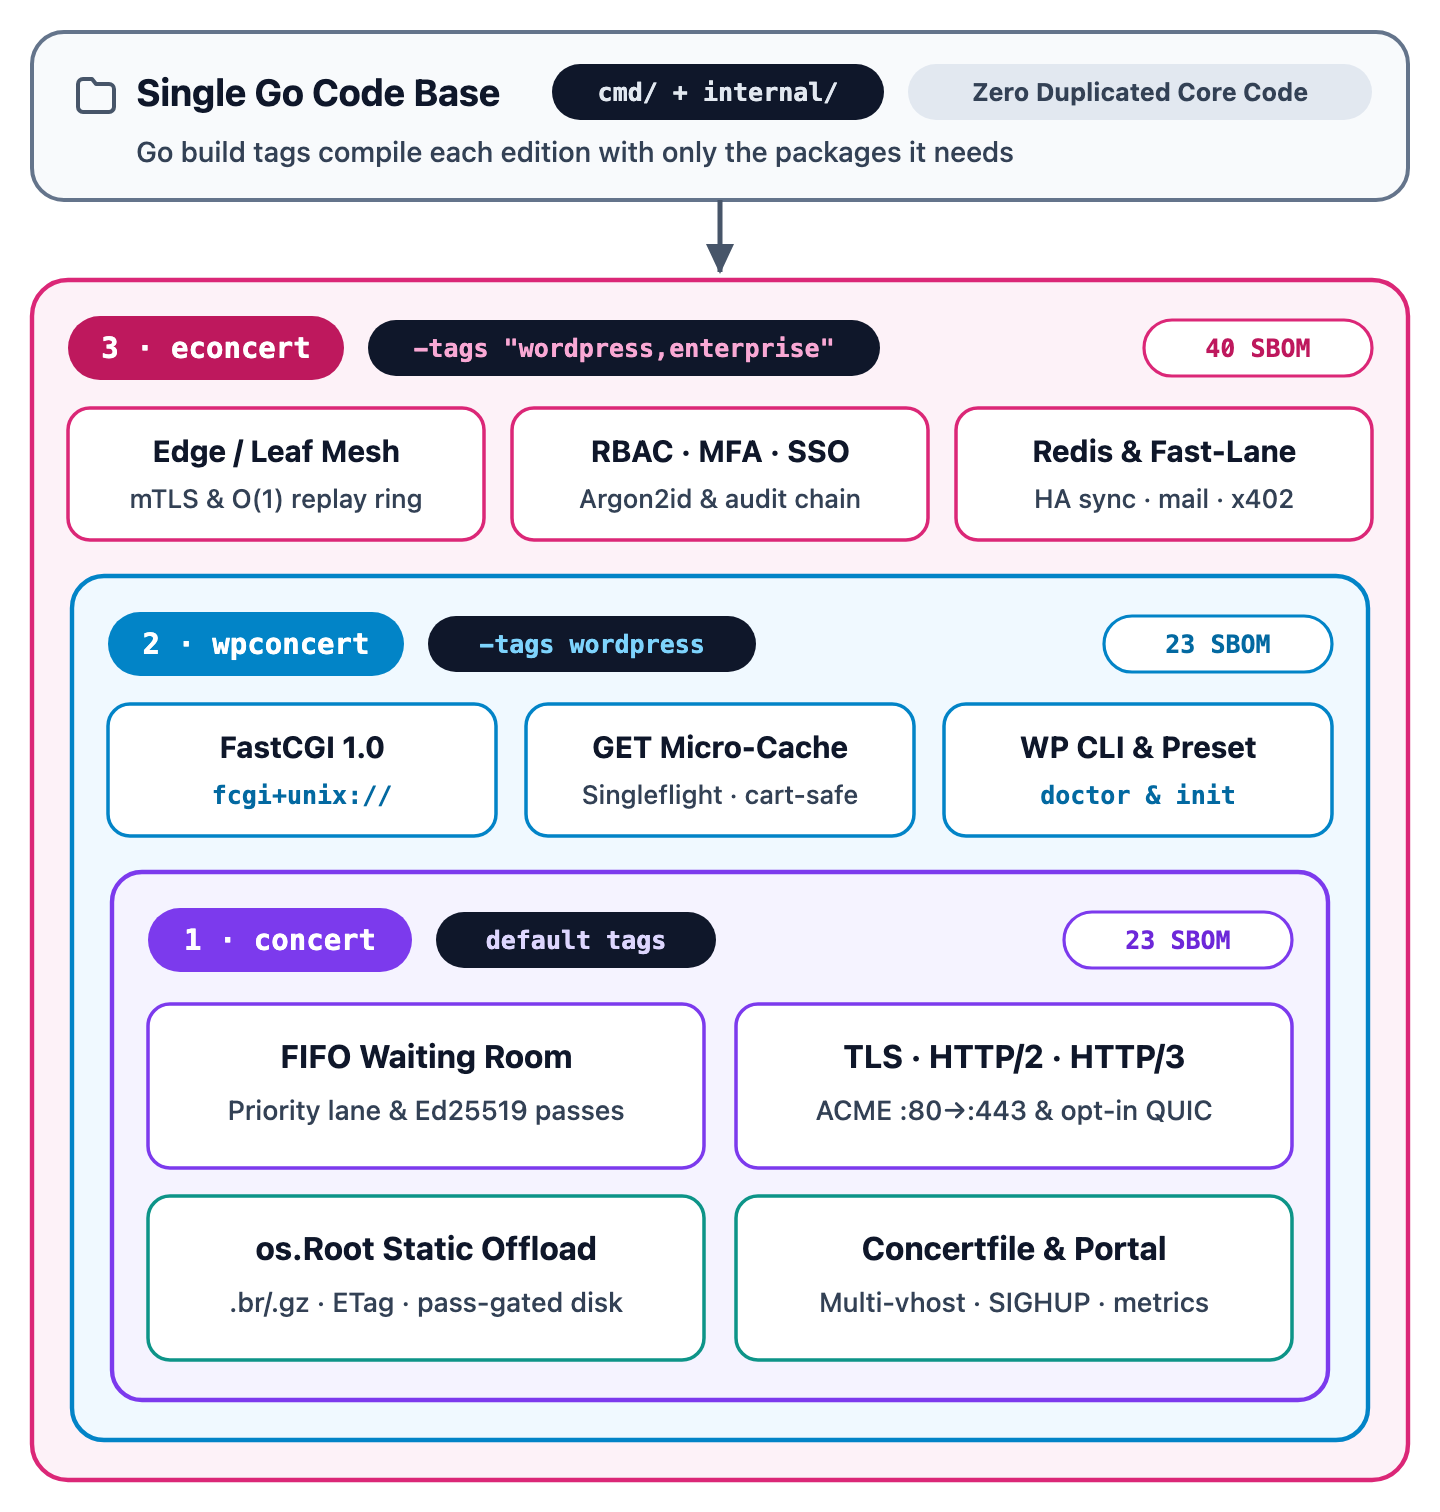 Single Go Code Base
cmd/ + internal/
Zero Duplicated Core Code
Go build tags compile each edition with only the packages it needs
3 · econcert
–tags "wordpress,enterprise"
40 SBOM
Edge / Leaf Mesh
mTLS & O(1) replay ring
RBAC · MFA · SSO
Argon2id & audit chain
Redis & Fast-Lane
HA sync · mail · x402
2 · wpconcert
–tags wordpress
23 SBOM
FastCGI 1.0
fcgi+unix://
GET Micro-Cache
Singleflight · cart-safe
WP CLI & Preset
doctor & init
1 · concert
default tags
23 SBOM
FIFO Waiting Room
Priority lane & Ed25519 passes
TLS · HTTP/2 · HTTP/3
ACME :80→:443 & opt-in QUIC
os.Root Static Offload
.br/.gz · ETag · pass-gated disk
Concertfile & Portal
Multi-vhost · SIGHUP · metrics